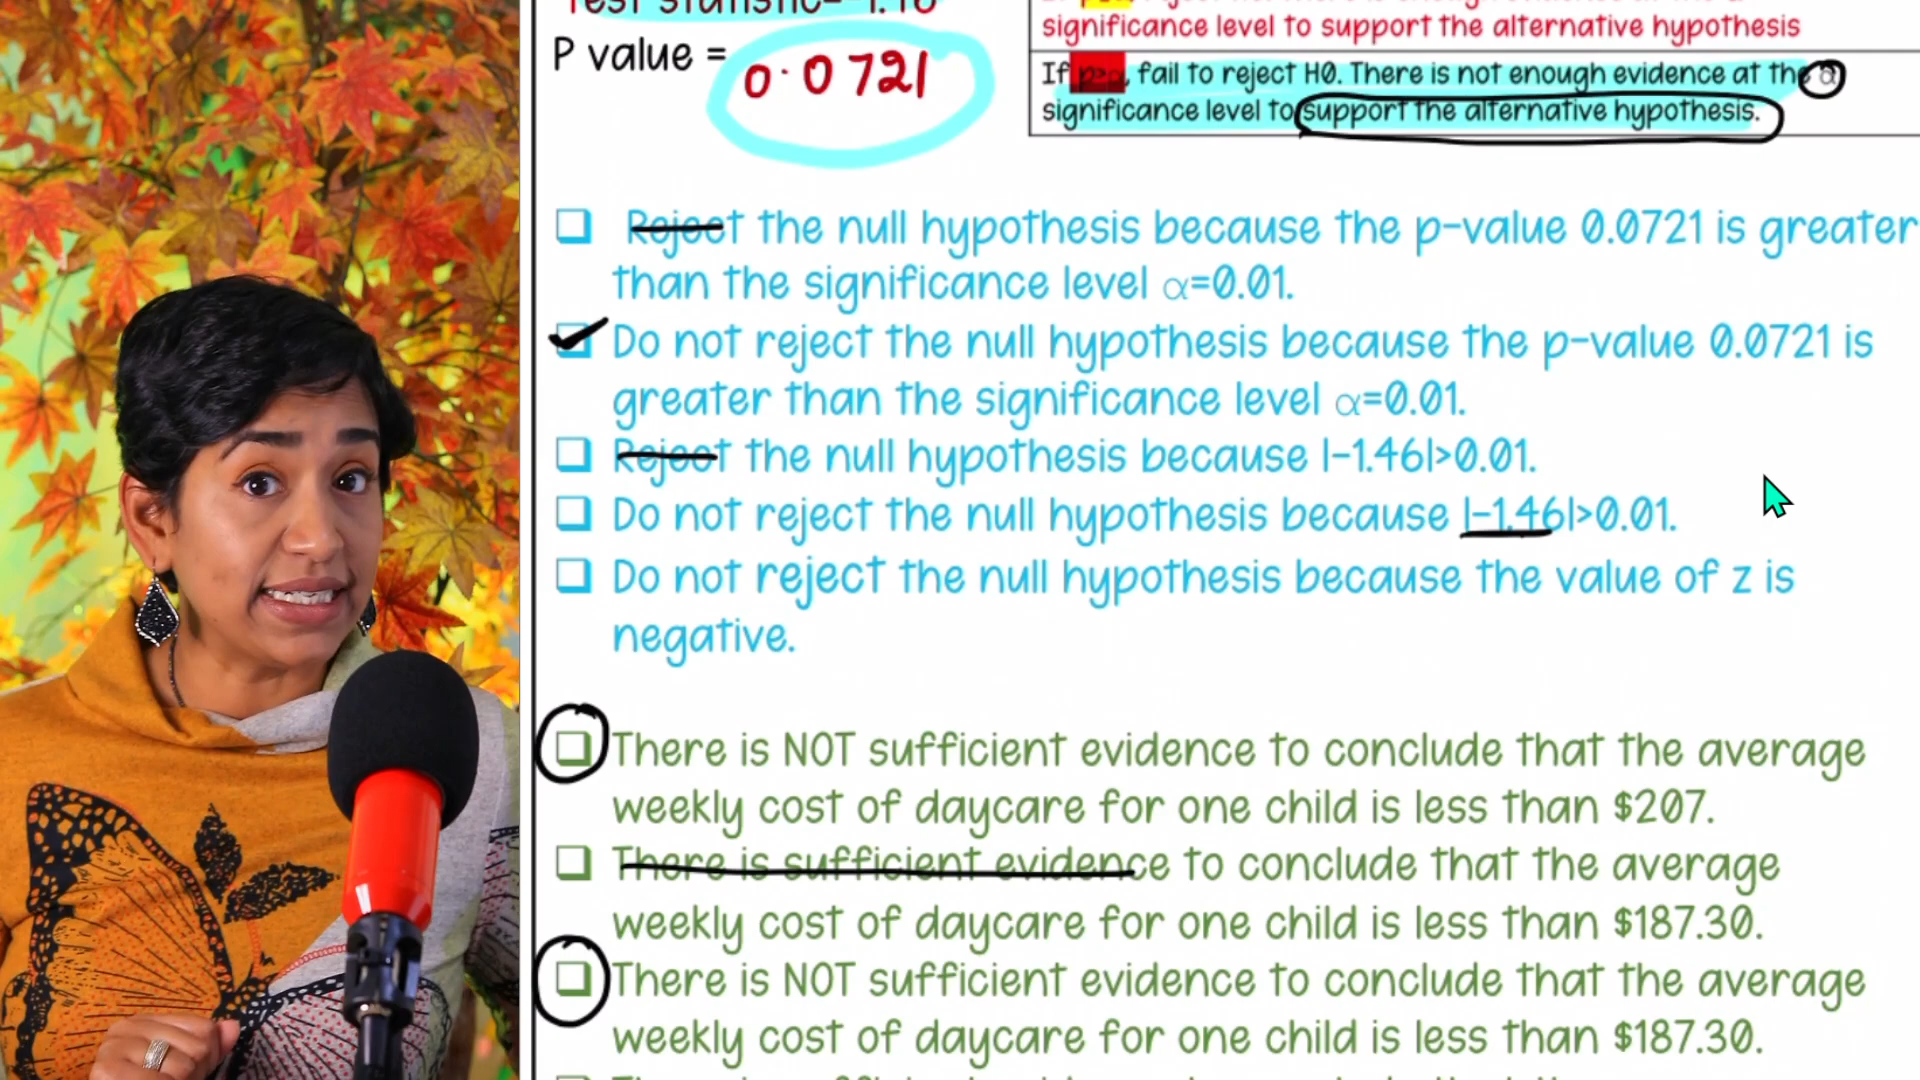 Test statistic=-1.46
P value = 0.0721
significance level to support the alternative hypothesis
If p>α, fail to reject H0. There is not enough evidence at the α
significance level to support the alternative hypothesis.
Reject the null hypothesis because the p-value 0.0721 is greater
than the significance level α=0.01.
Do not reject the null hypothesis because the p-value 0.0721 is
greater than the significance level α=0.01.
Reject the null hypothesis because |-1.46|>0.01.
Do not reject the null hypothesis because |-1.46|>0.01.
Do not reject the null hypothesis because the value of z is
negative.
There is NOT sufficient evidence to conclude that the average
weekly cost of daycare for one child is less than $207.
There is sufficient evidence to conclude that the average
weekly cost of daycare for one child is less than $187.30.
There is NOT sufficient evidence to conclude that the average
weekly cost of daycare for one child is less than $187.30.